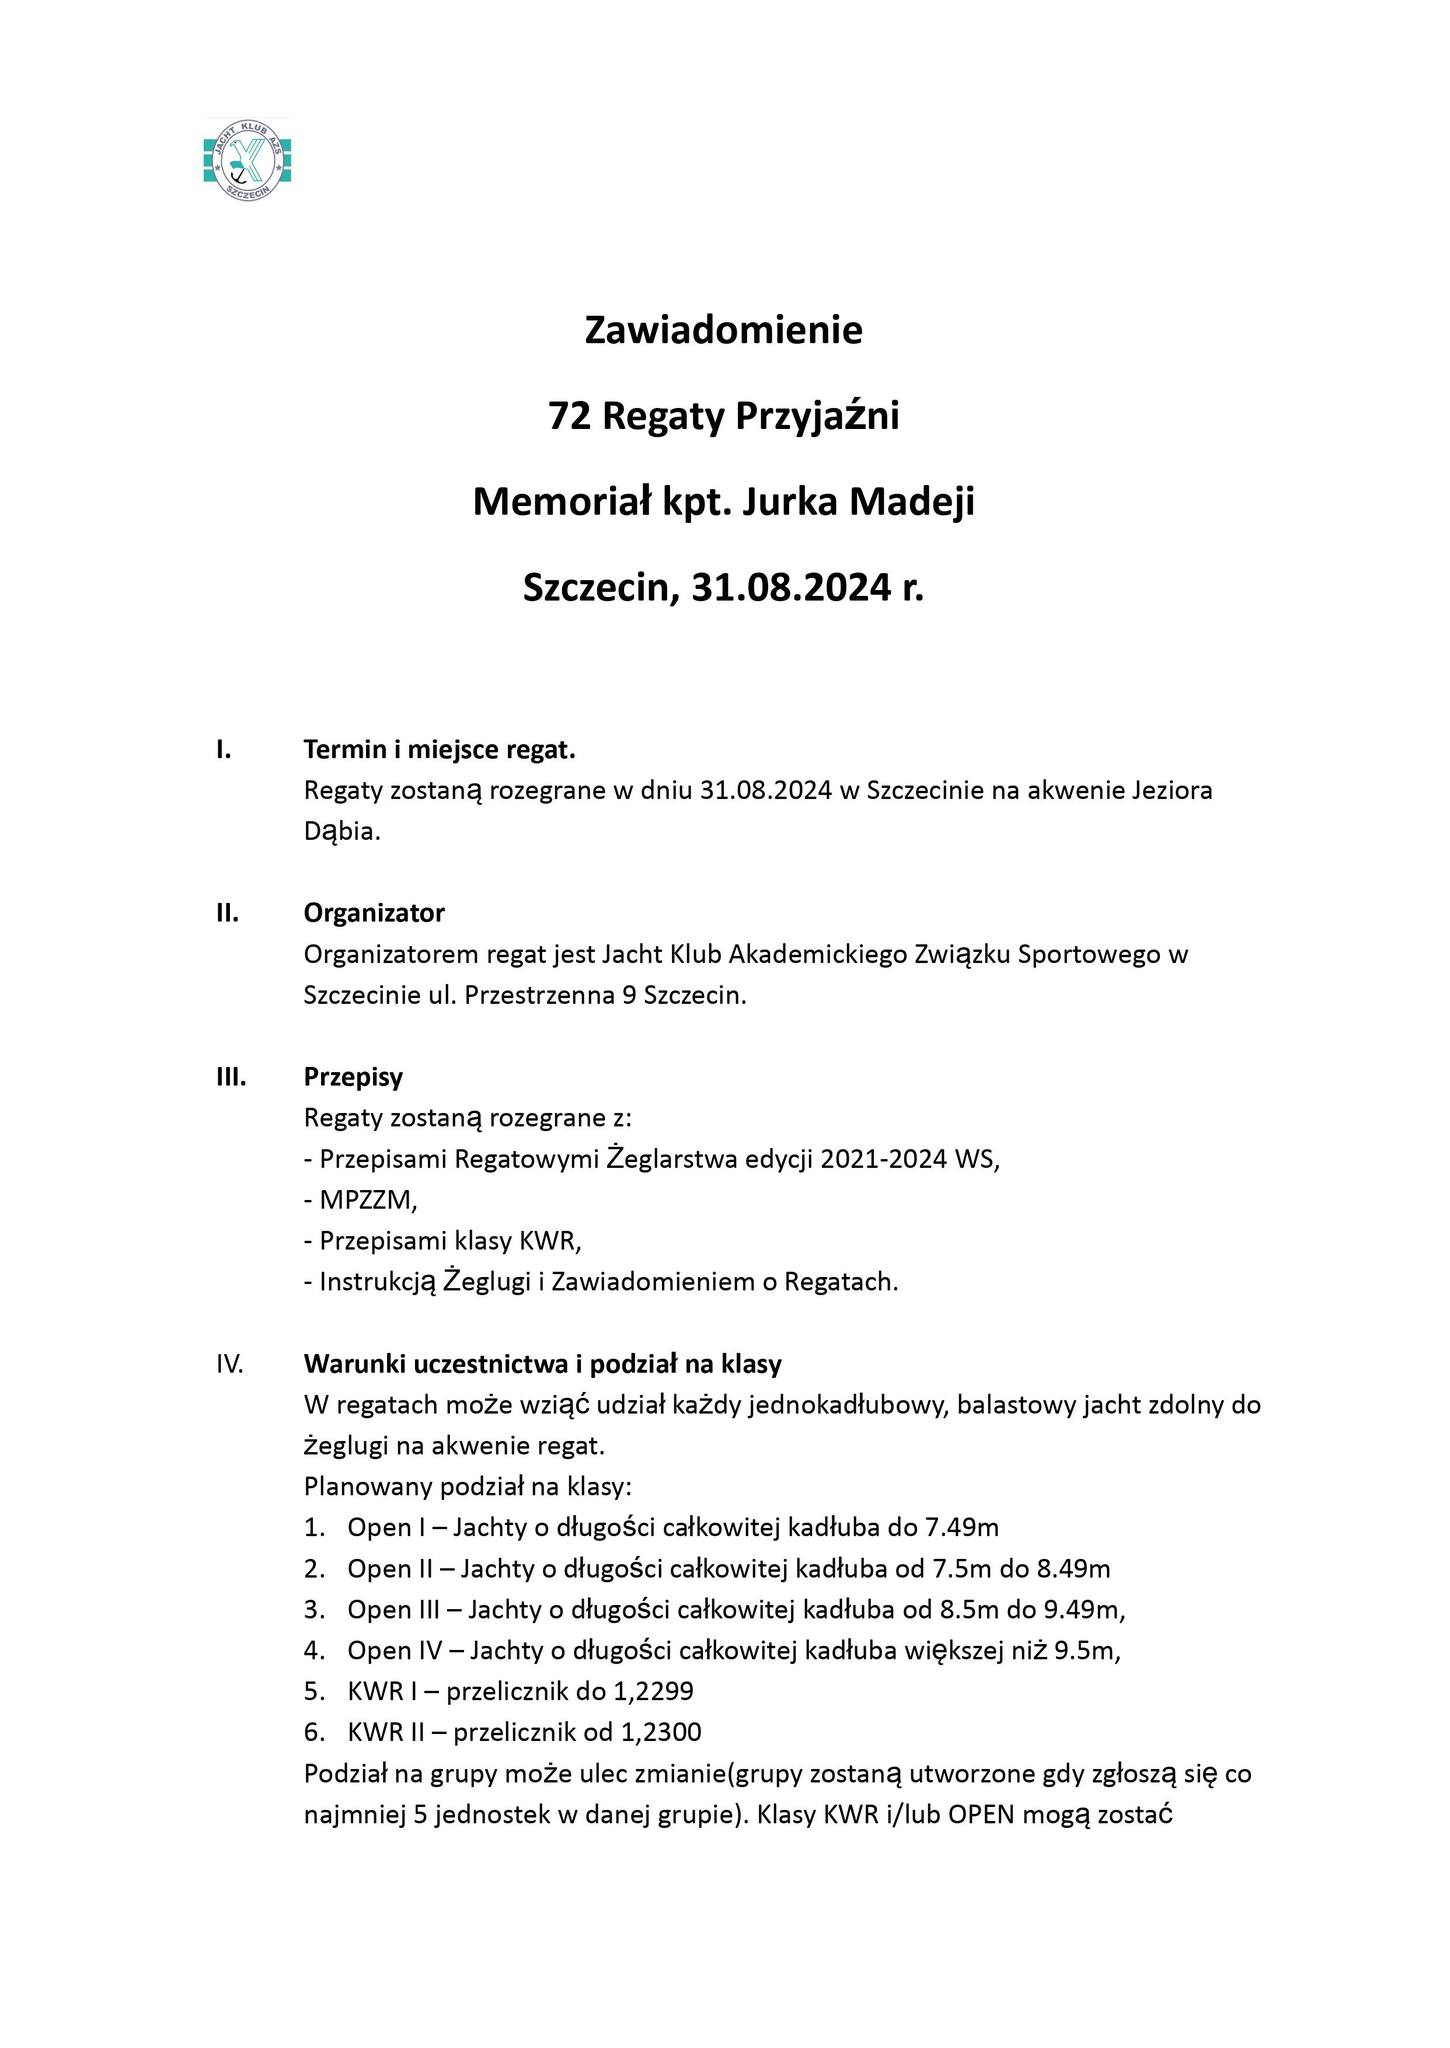 JACHT KLUB AZS
SZCZECIN
Zawiadomienie
72 Regaty Przyjaźni
Memoriał kpt. Jurka Madeji
Szczecin, 31.08.2024 r.
I. Termin i miejsce regat.
Regaty zostaną rozegrane w dniu 31.08.2024 w Szczecinie na akwenie Jeziora
Dąbia.
II. Organizator
Organizatorem regat jest Jacht Klub Akademickiego Związku Sportowego w
Szczecinie ul. Przestrzenna 9 Szczecin.
III. Przepisy
Regaty zostaną rozegrane z:
- Przepisami Regatowymi Żeglarstwa edycji 2021-2024 WS,
- MPZZM,
- Przepisami klasy KWR,
- Instrukcją Żeglugi i Zawiadomieniem o Regatach.
IV. Warunki uczestnictwa i podział na klasy
W regatach może wziąć udział każdy jednokadłubowy, balastowy jacht zdolny do
żeglugi na akwenie regat.
Planowany podział na klasy:
1. Open I – Jachty o długości całkowitej kadłuba do 7.49m
2. Open II – Jachty o długości całkowitej kadłuba od 7.5m do 8.49m
3. Open III – Jachty o długości całkowitej kadłuba od 8.5m do 9.49m,
4. Open IV – Jachty o długości całkowitej kadłuba większej niż 9.5m,
5. KWR I – przelicznik do 1,2299
6. KWR II – przelicznik od 1,2300
Podział na grupy może ulec zmianie(grupy zostaną utworzone gdy zgłoszą się co
najmniej 5 jednostek w danej grupie). Klasy KWR i/lub OPEN mogą zostać